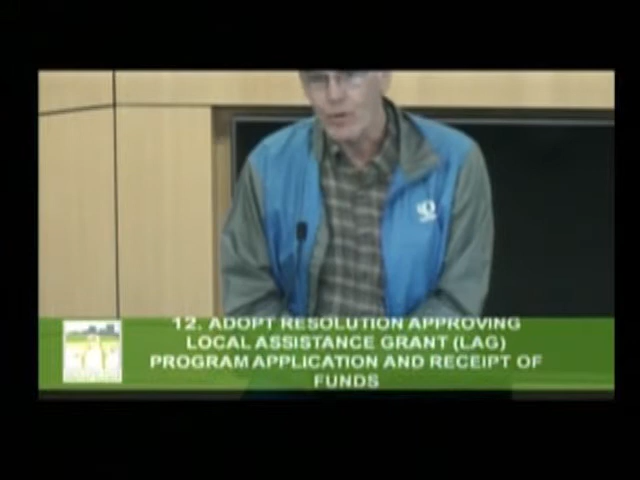 12. ADOPT RESOLUTION APPROVING
LOCAL ASSISTANCE GRANT (LAG)
PROGRAM APPLICATION AND RECEIPT OF
FUNDS